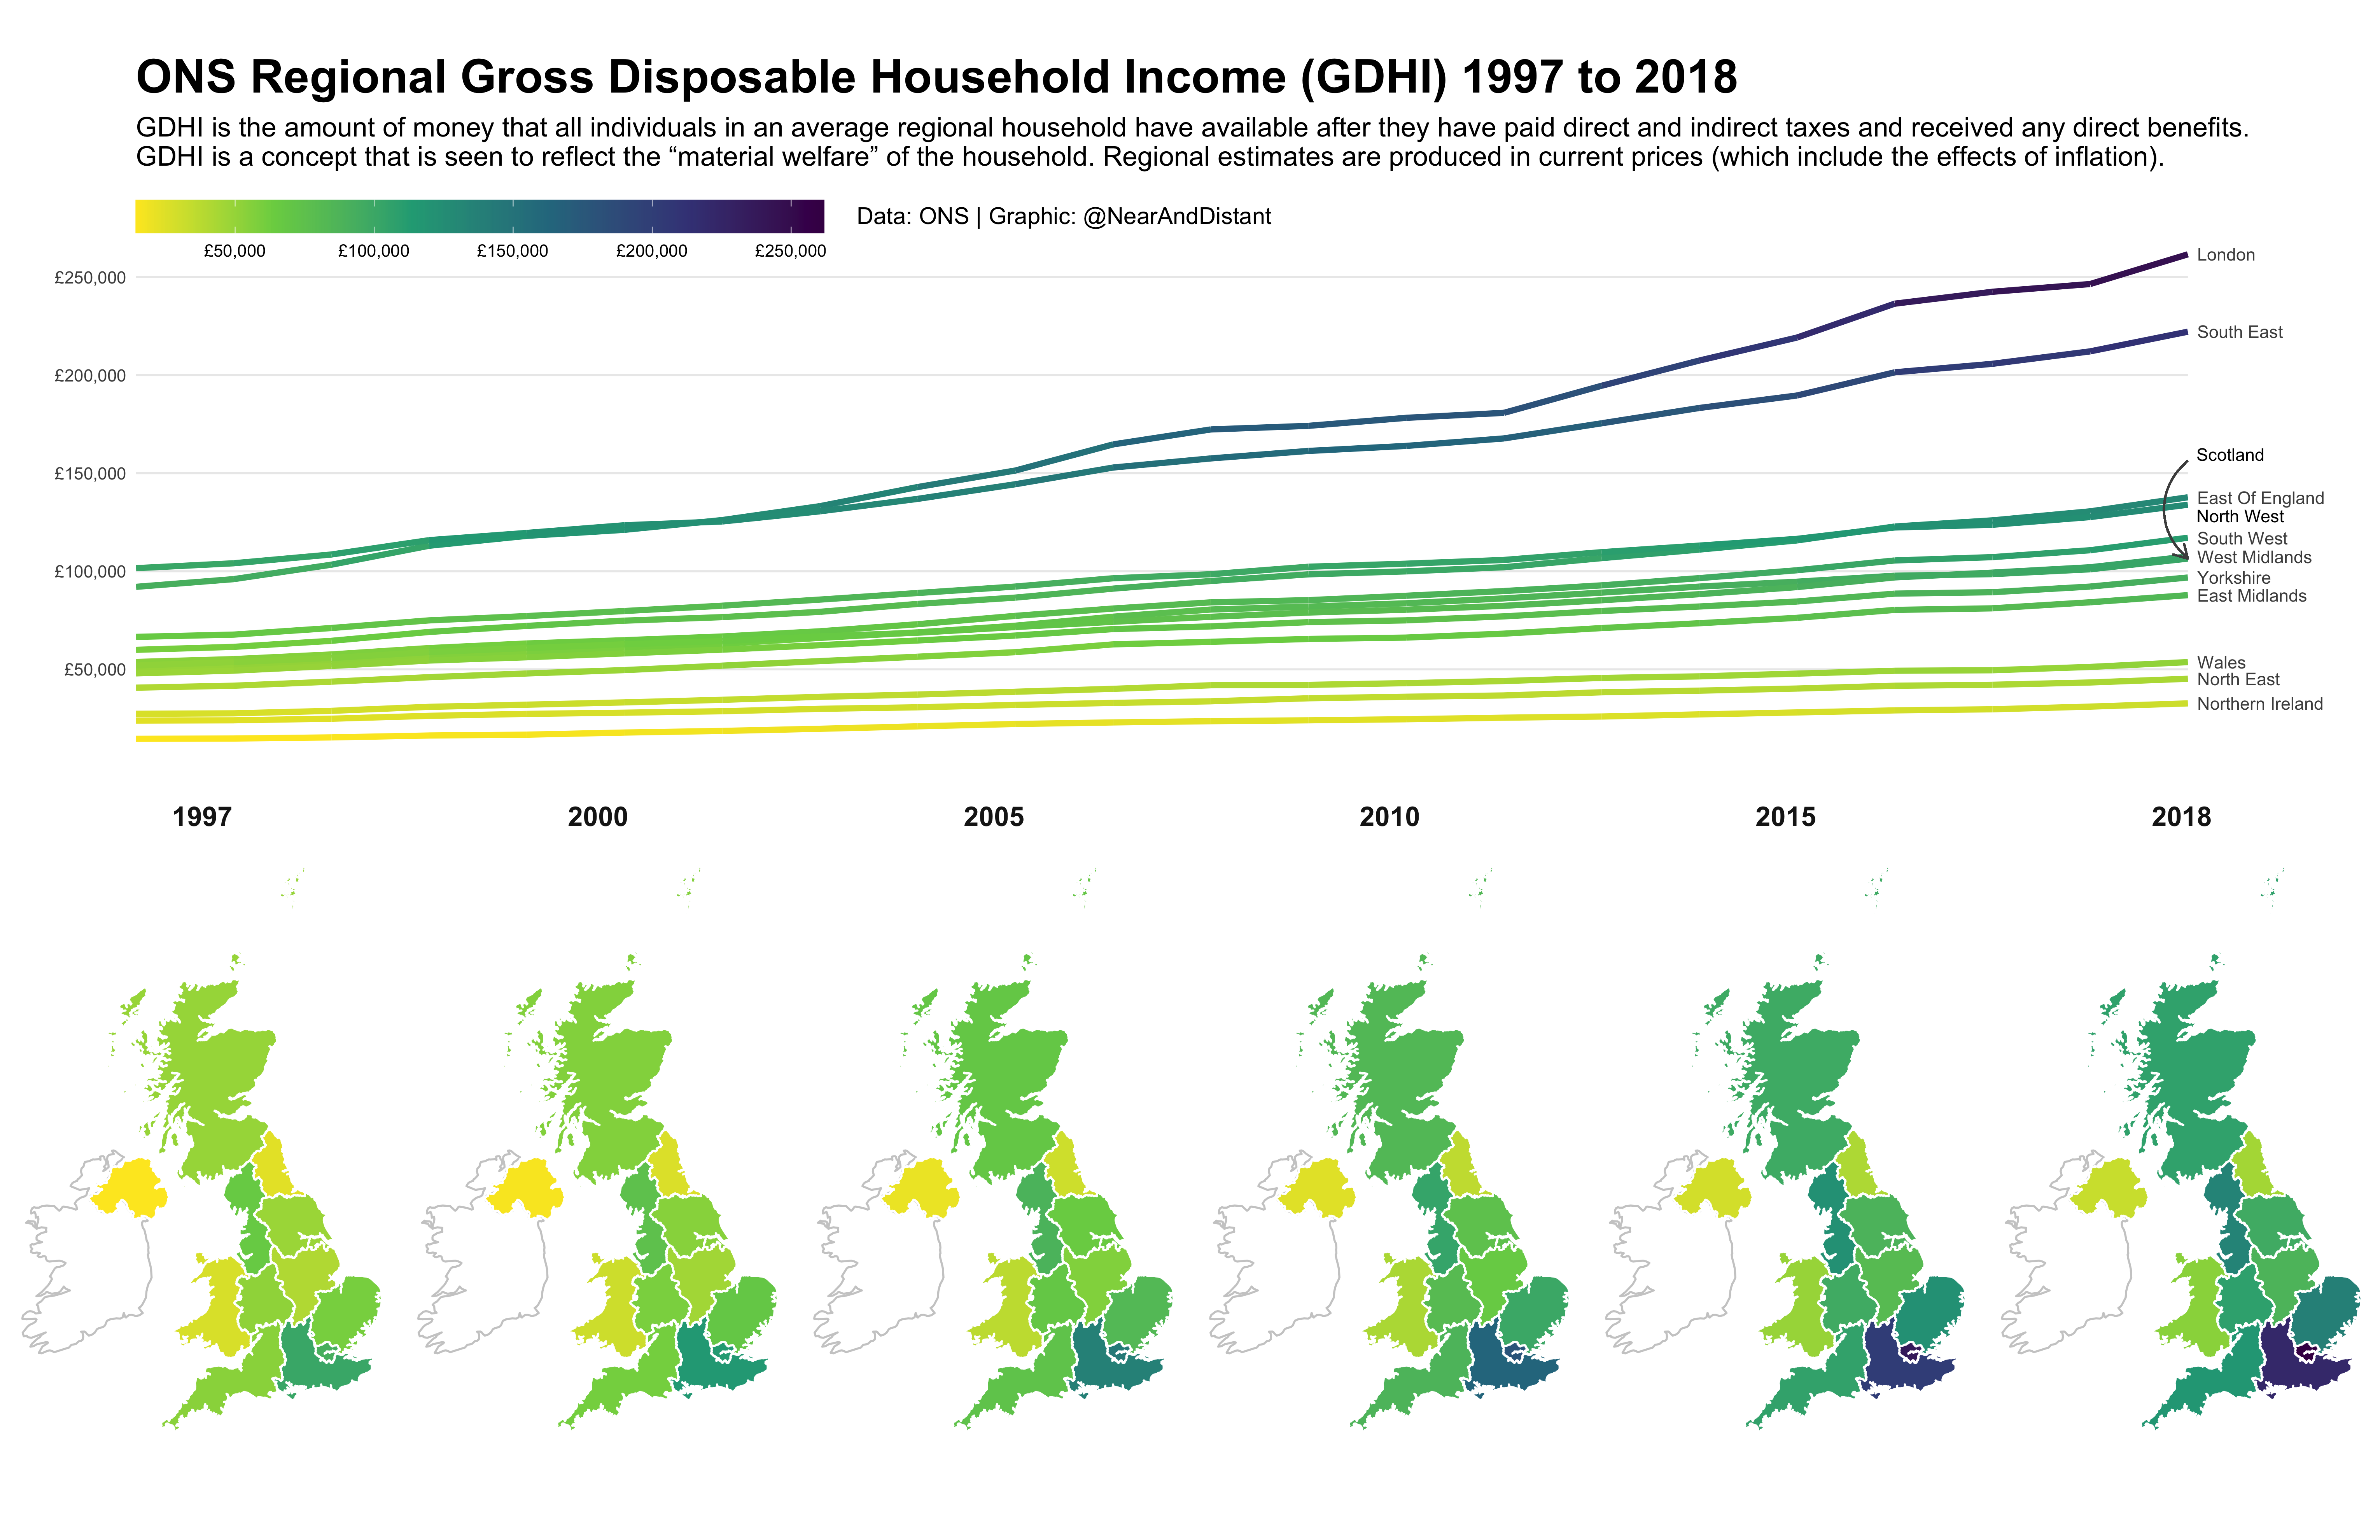 ONS Regional Gross Disposable Household Income (GDHI) 1997 to 2018
GDHI is the amount of money that all individuals in an average regional household have available after they have paid direct and indirect taxes and received any direct benefits.
GDHI is a concept that is seen to reflect the “material welfare” of the household. Regional estimates are produced in current prices (which include the effects of inflation).
Data: ONS | Graphic: @NearAndDistant
£50,000 £100,000 £150,000 £200,000 £250,000
London
£250,000
South East
£200,000
Scotland
£150,000
East Of England
North West
South West
West Midlands
£100,000
Yorkshire
East Midlands
Wales
£50,000
North East
Northern Ireland
1997 2000 2005 2010 2015 2018